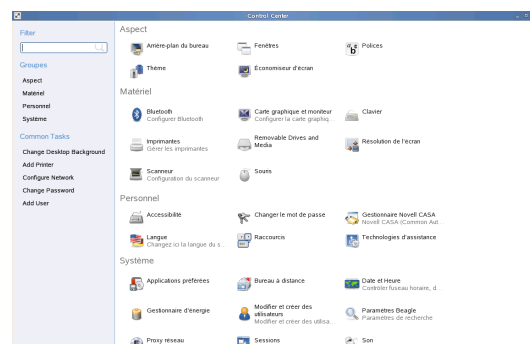 Control Center
Filter
Groupes
Aspect
Matériel
Personnel
Système
Common Tasks
Change Desktop Background
Add Printer
Configure Network
Change Password
Add User
Aspect
Arrière-plan du bureau
Fenêtres
Polices
Thème
Économiseur d'écran
Matériel
Bluetooth
Configurer Bluetooth
Carte graphique et moniteur
Configurer la carte graphiq...
Clavier
Imprimantes
Gérer les imprimantes
Removable Drives and
Media
Résolution de l'écran
Scanneur
Configuration du scanneur
Souris
Personnel
Accessibilité
Changer le mot de passe
Gestionnaire Novell CASA
Novell CASA (Common Aut...
Langue
Changez ici la langue du s...
Raccourcis
Technologies d'assistance
Système
Applications préférées
Bureau à distance
Date et Heure
Contrôler fuseau horaire, d...
Gestionnaire d'énergie
Modifier et créer des
utilisateurs
Modifier et créer des utilisa...
Paramètres Beagle
Paramètres de recherche
Proxy réseau
Sessions
Son